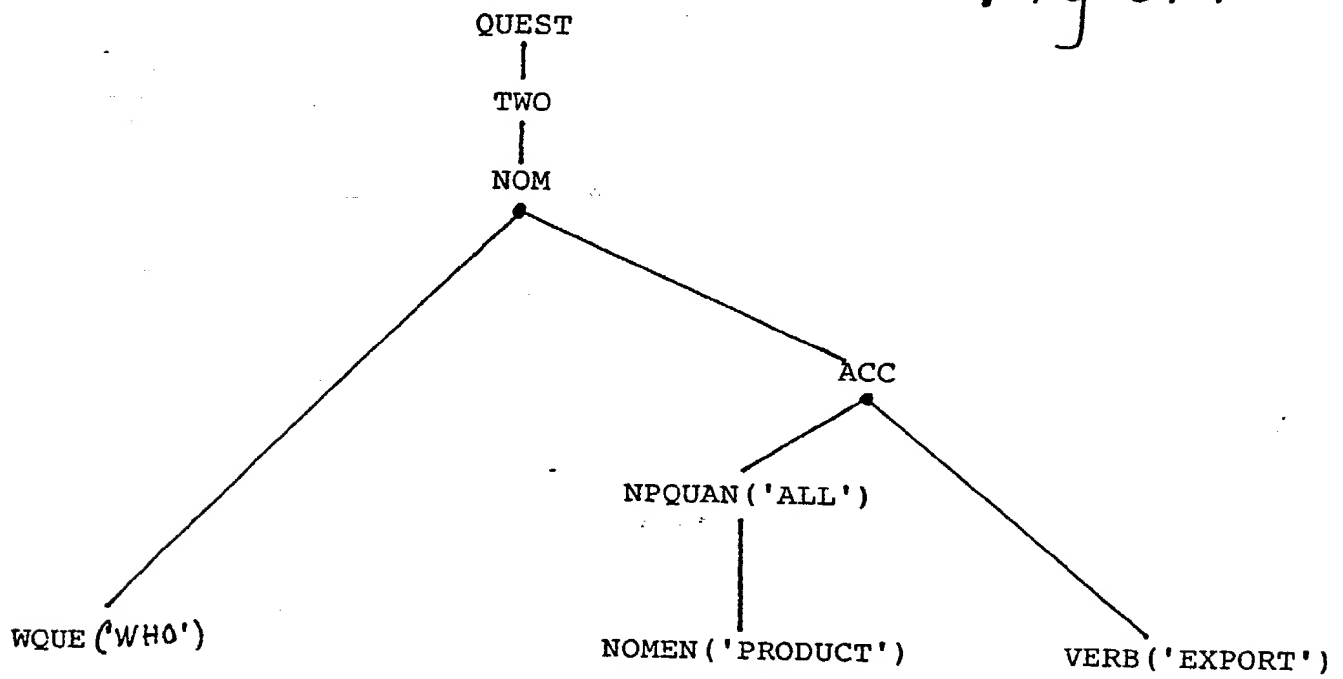 QUEST
TWO
NOM
ACC
NPQUAN('ALL')
WQUE('WHO')
NOMEN('PRODUCT')
VERB('EXPORT')